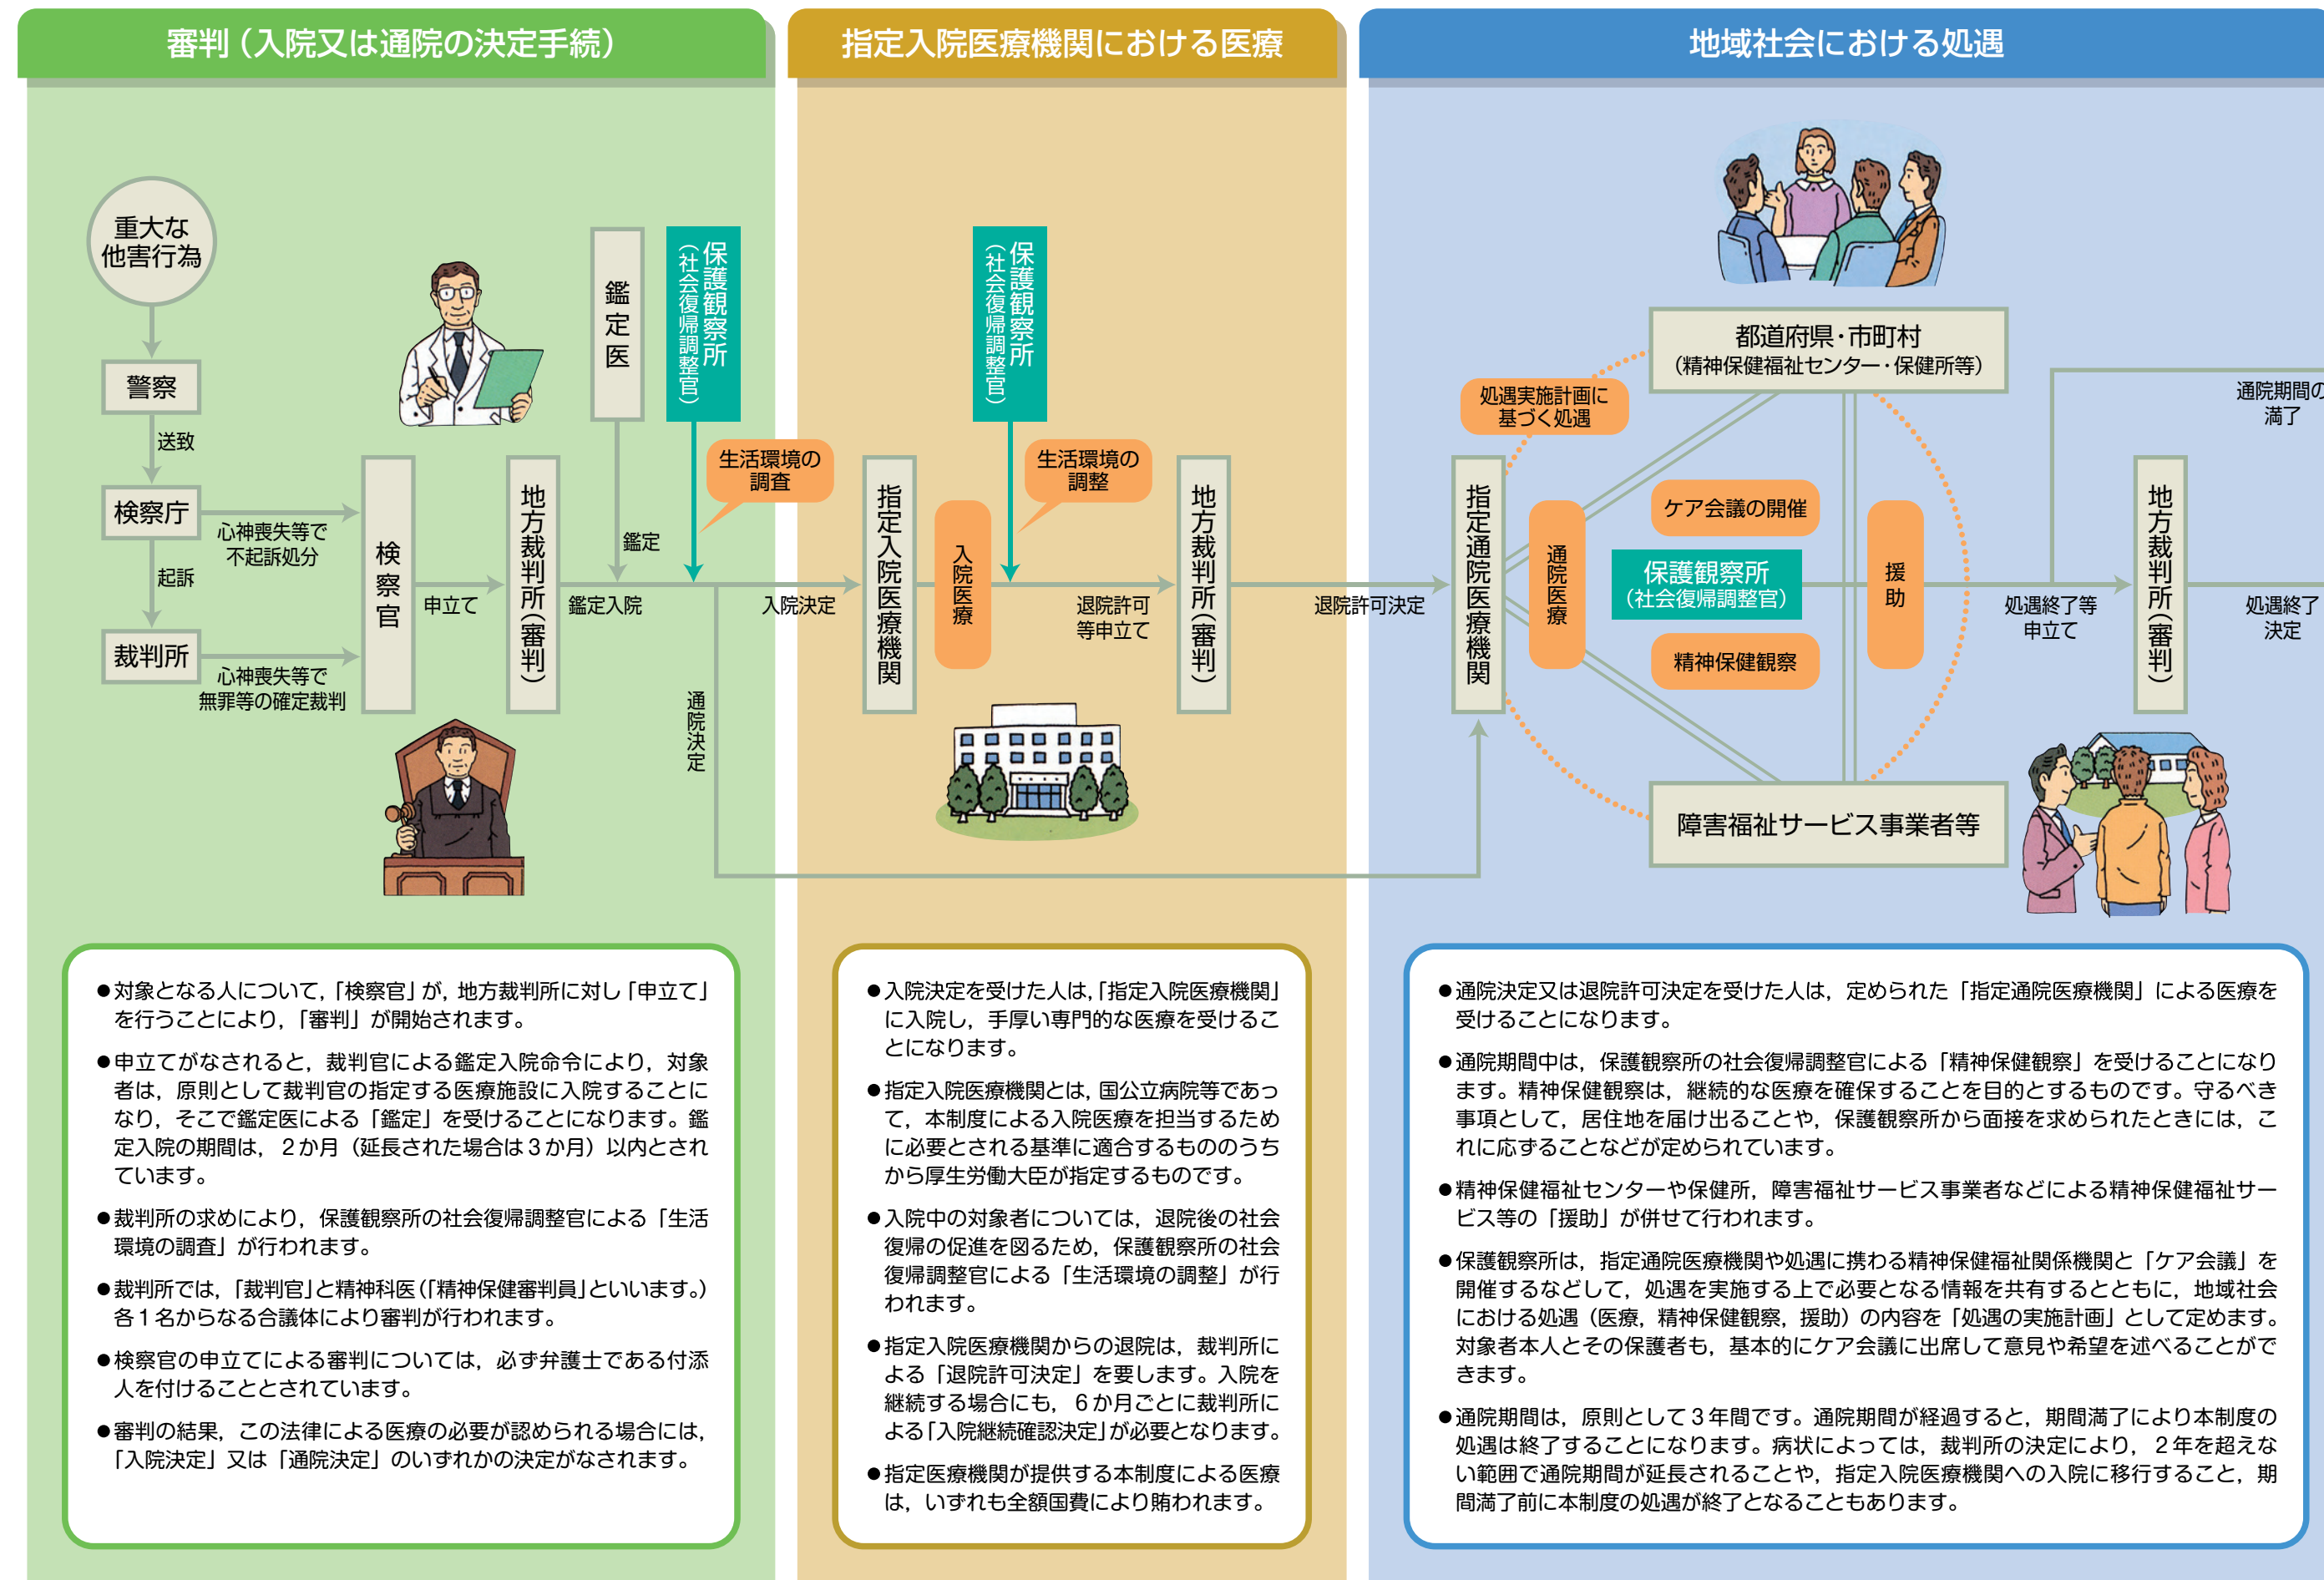 審判（入院又は通院の決定手続）
重大な
他害行為
警察
送致
検察庁
起訴
裁判所
心神喪失等で
不起訴処分
心神喪失等で
無罪等の確定裁判
検察官
申立て
地方裁判所（審判）
鑑定医
鑑定
鑑定入院
保護観察所
（社会復帰調整官）
生活環境の
調査
入院決定
通院決定
●対象となる人について，「検察官」が，地方裁判所に対し「申立て」
を行うことにより，「審判」が開始されます。
●申立てがなされると，裁判官による鑑定入院命令により，対象
者は，原則として裁判官の指定する医療施設に入院することに
なり，そこで鑑定医による「鑑定」を受けることになります。鑑
定入院の期間は，２か月（延長された場合は３か月）以内とされ
ています。
●裁判所の求めにより，保護観察所の社会復帰調整官による「生活
環境の調査」が行われます。
●裁判所では，「裁判官」と精神科医（「精神保健審判員」といいます。）
各１名からなる合議体により審判が行われます。
●検察官の申立てによる審判については，必ず弁護士である付添
人を付けることとされています。
●審判の結果，この法律による医療の必要が認められる場合には，
「入院決定」又は「通院決定」のいずれかの決定がなされます。
指定入院医療機関における医療
指定入院医療機関
入院医療
保護観察所
（社会復帰調整官）
生活環境の
調整
退院許可
等申立て
地方裁判所（審判）
退院許可決定
●入院決定を受けた人は，「指定入院医療機関」
に入院し，手厚い専門的な医療を受けるこ
とになります。
●指定入院医療機関とは，国公立病院等であっ
て，本制度による入院医療を担当するため
に必要とされる基準に適合するもののうち
から厚生労働大臣が指定するものです。
●入院中の対象者については，退院後の社会
復帰の促進を図るため，保護観察所の社会
復帰調整官による「生活環境の調整」が行
われます。
●指定入院医療機関からの退院は，裁判所に
よる「退院許可決定」を要します。入院を
継続する場合にも，６か月ごとに裁判所に
よる「入院継続確認決定」が必要となります。
●指定医療機関が提供する本制度による医療
は，いずれも全額国費により賄われます。
地域社会における処遇
都道府県・市町村
（精神保健福祉センター・保健所等）
処遇実施計画に
基づく処遇
指定通院医療機関
通院医療
ケア会議の開催
保護観察所
（社会復帰調整官）
精神保健観察
援助
障害福祉サービス事業者等
通院期間の
満了
処遇終了等
申立て
地方裁判所（審判）
処遇終了
決定
●通院決定又は退院許可決定を受けた人は，定められた「指定通院医療機関」による医療を
受けることになります。
●通院期間中は，保護観察所の社会復帰調整官による「精神保健観察」を受けることになり
ます。精神保健観察は，継続的な医療を確保することを目的とするものです。守るべき
事項として，居住地を届け出ることや，保護観察所から面接を求められたときには，こ
れに応ずることなどが定められています。
●精神保健福祉センターや保健所，障害福祉サービス事業者などによる精神保健福祉サー
ビス等の「援助」が併せて行われます。
●保護観察所は，指定通院医療機関や処遇に携わる精神保健福祉関係機関と「ケア会議」を
開催するなどして，処遇を実施する上で必要となる情報を共有するとともに，地域社会
における処遇（医療，精神保健観察，援助）の内容を「処遇の実施計画」として定めます。
対象者本人とその保護者も，基本的にケア会議に出席して意見や希望を述べることがで
きます。
●通院期間は，原則として３年間です。通院期間が経過すると，期間満了により本制度の
処遇は終了することになります。病状によっては，裁判所の決定により，２年を超えな
い範囲で通院期間が延長されることや，指定入院医療機関への入院に移行すること，期
間満了前に本制度の処遇が終了となることもあります。